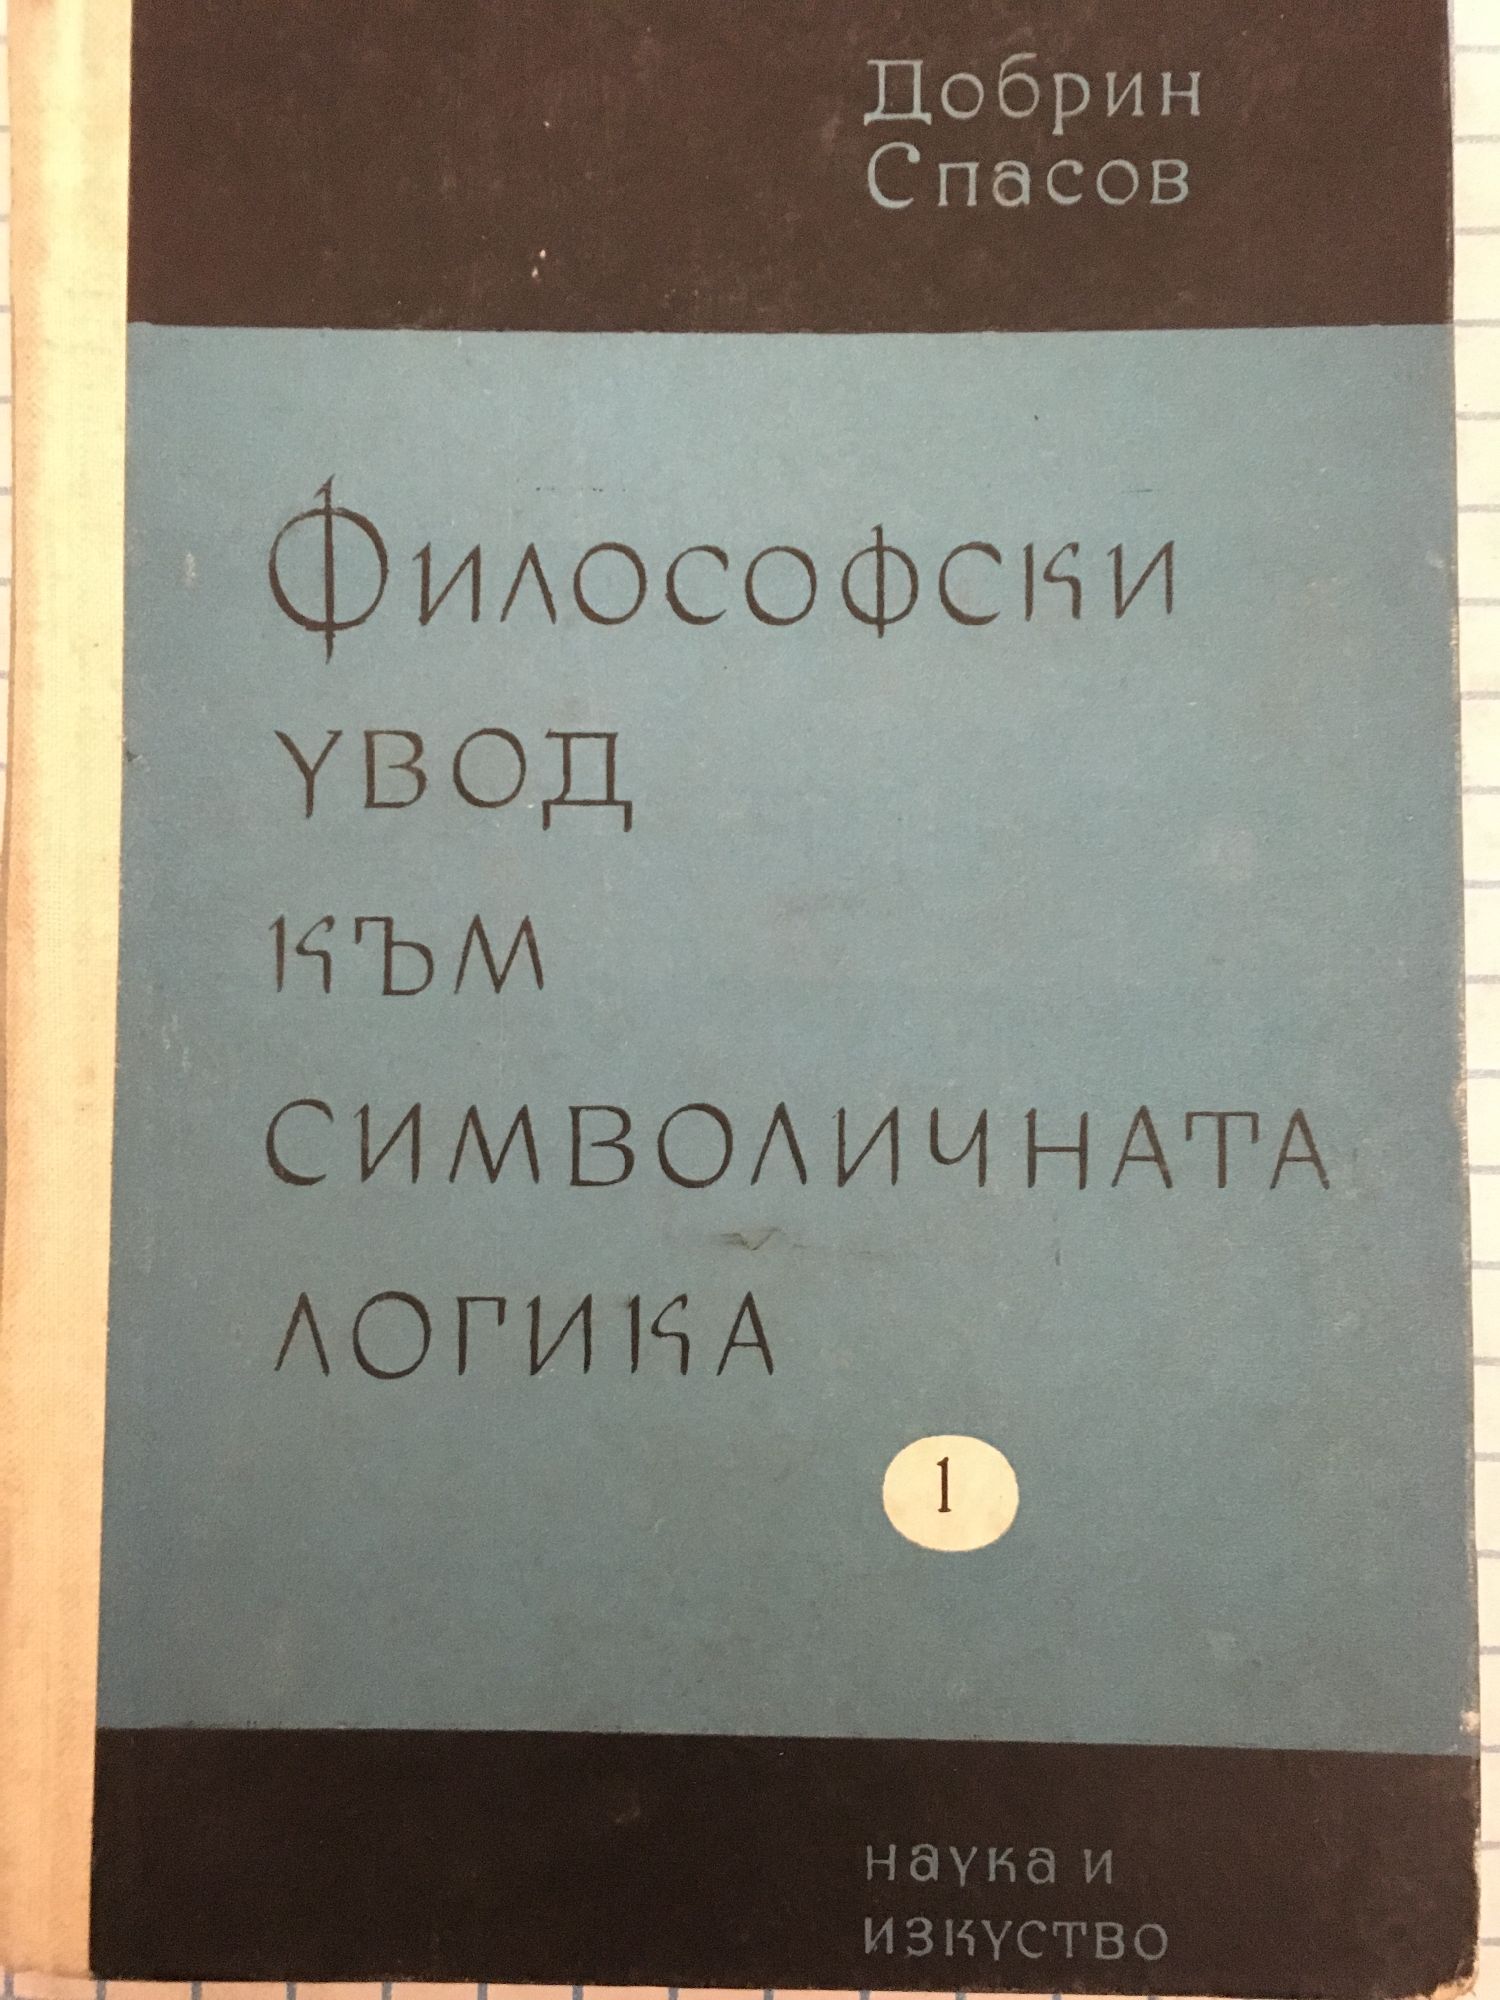 Добрин
Спасов
Философски
увод
към
символичната
логика
1
наука и
изкуство